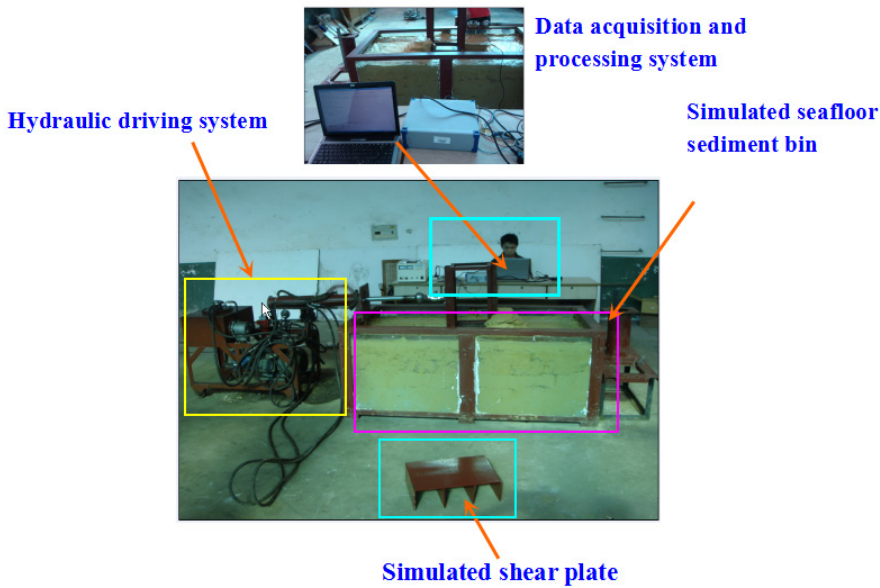 Data acquisition and
processing system
Hydraulic driving system
Simulated seafloor
sediment bin
Simulated shear plate